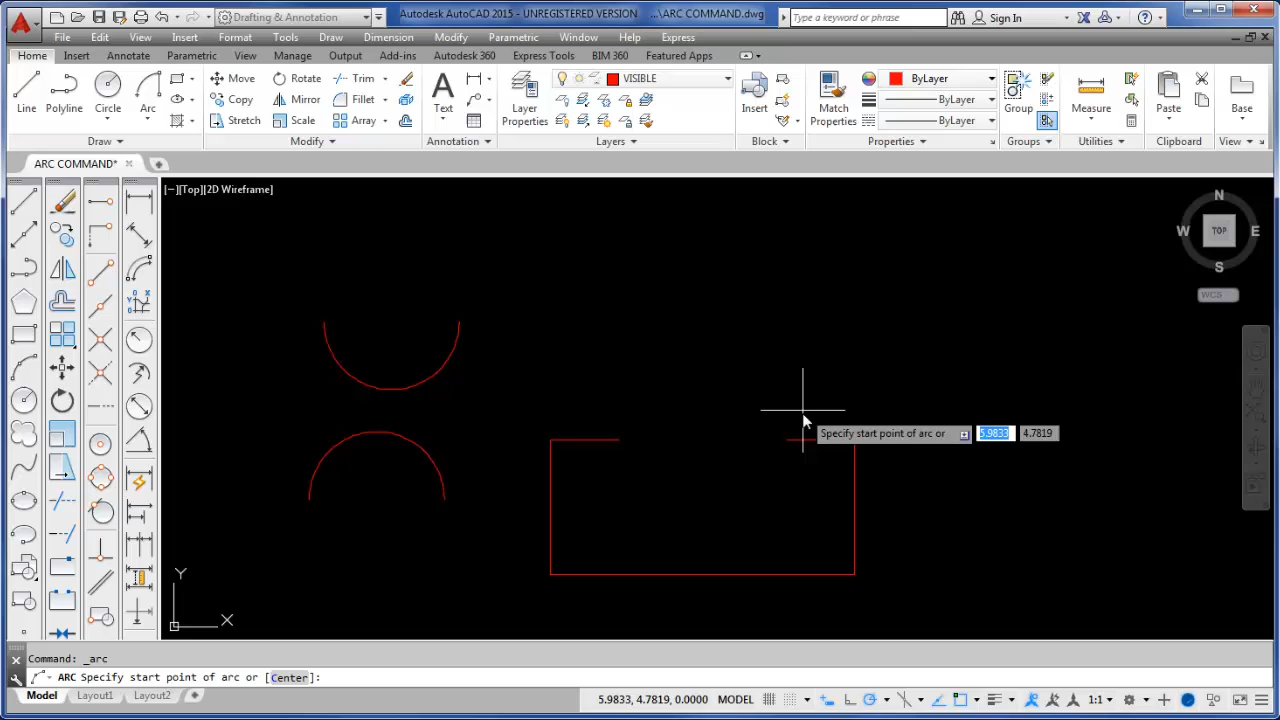 Drafting & Annotation
Autodesk AutoCAD 2015 - UNREGISTERED VERSION ...\ARC COMMAND.dwg
Type a keyword or phrase
Sign In
File Edit View Insert Format Tools Draw Dimension Modify Parametric Window Help Express
Home Insert Annotate Parametric View Manage Output Add-ins Autodesk 360 Express Tools BIM 360 Featured Apps
Line Polyline Circle Arc
Move Rotate Trim
Copy Mirror Fillet
Stretch Scale Array
Text
Layer Properties
VISIBLE
Insert
Match Properties
ByLayer
ByLayer
ByLayer
Group
Measure
Paste
Base
Draw Modify Annotation Layers Block Properties Groups Utilities Clipboard View
ARC COMMAND*
[−][Top][2D Wireframe]
N
W TOP E
S
WCS
Specify start point of arc or 5.9833 4.7819
Y
X
Command: _arc
ARC Specify start point of arc or [Center]:
Model Layout1 Layout2
5.9833, 4.7819, 0.0000 MODEL 1:1